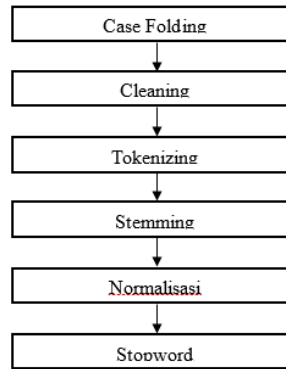 Case Folding
Cleaning
Tokenizing
Stemming
Normalisasi
Stopword